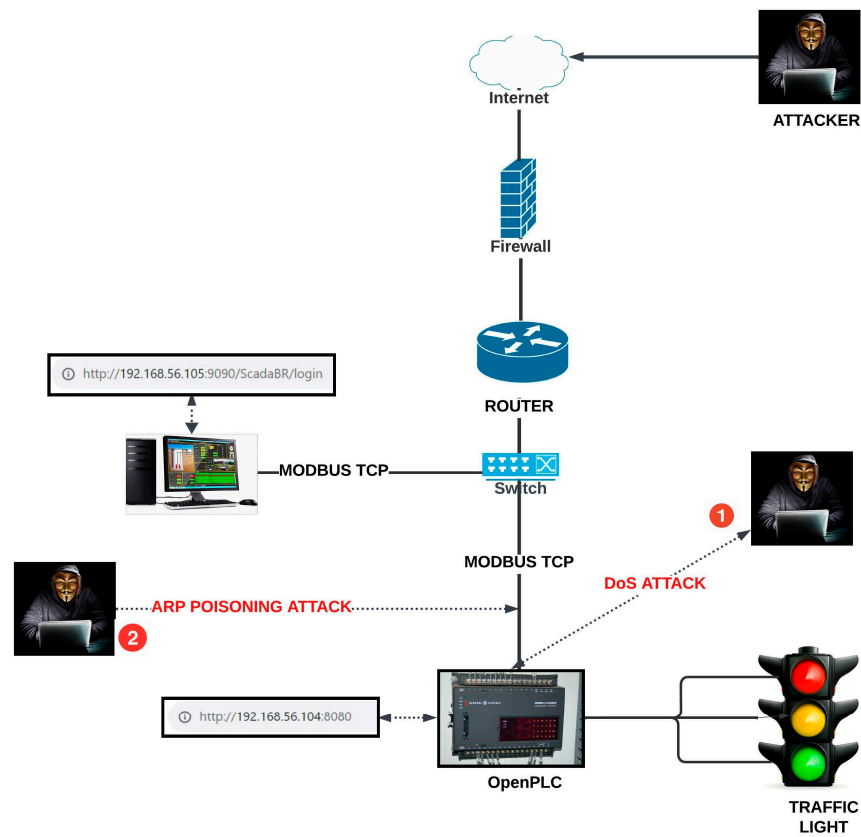 ATTACKER
Internet
Firewall
http://192.168.56.105:9090/ScadaBR/login
ROUTER
MODBUS TCP
Switch
1
MODBUS TCP
DoS ATTACK
ARP POISONING ATTACK
2
http://192.168.56.104:8080
OpenPLC
TRAFFIC
LIGHT